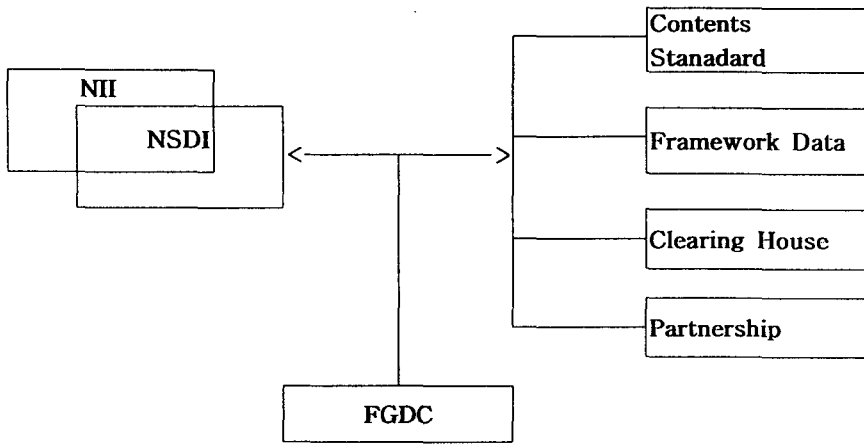 Contents
Stanadard
NII
NSDI
Framework Data
Clearing House
Partnership
FGDC